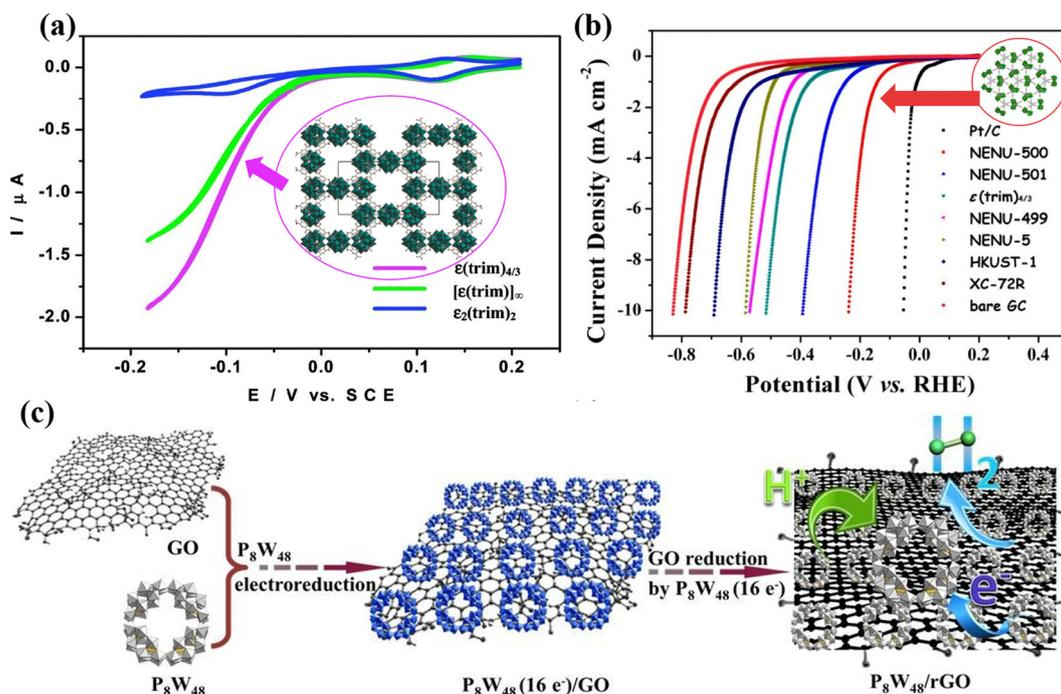 (a)
0.0
-0.5
-1.0
-1.5
-2.0
I / μA
-0.2 -0.1 0.0 0.1 0.2
E / V vs. SCE
ε(trim)4/3
[ε(trim)]∞
ε2(trim)2
(b)
0
-2
-4
-6
-8
-10
Current Density (mA cm-2)
-0.8 -0.6 -0.4 -0.2 0.0 0.2 0.4
Potential (V vs. RHE)
Pt/C
NENU-500
NENU-501
ε(trim)4/3
NENU-499
NENU-5
HKUST-1
XC-72R
bare GC
(c)
GO
P8W48
P8W48
electroreduction
P8W48 (16 e-)/GO
GO reduction
by P8W48 (16 e-)
H+
2
e-
P8W48/rGO